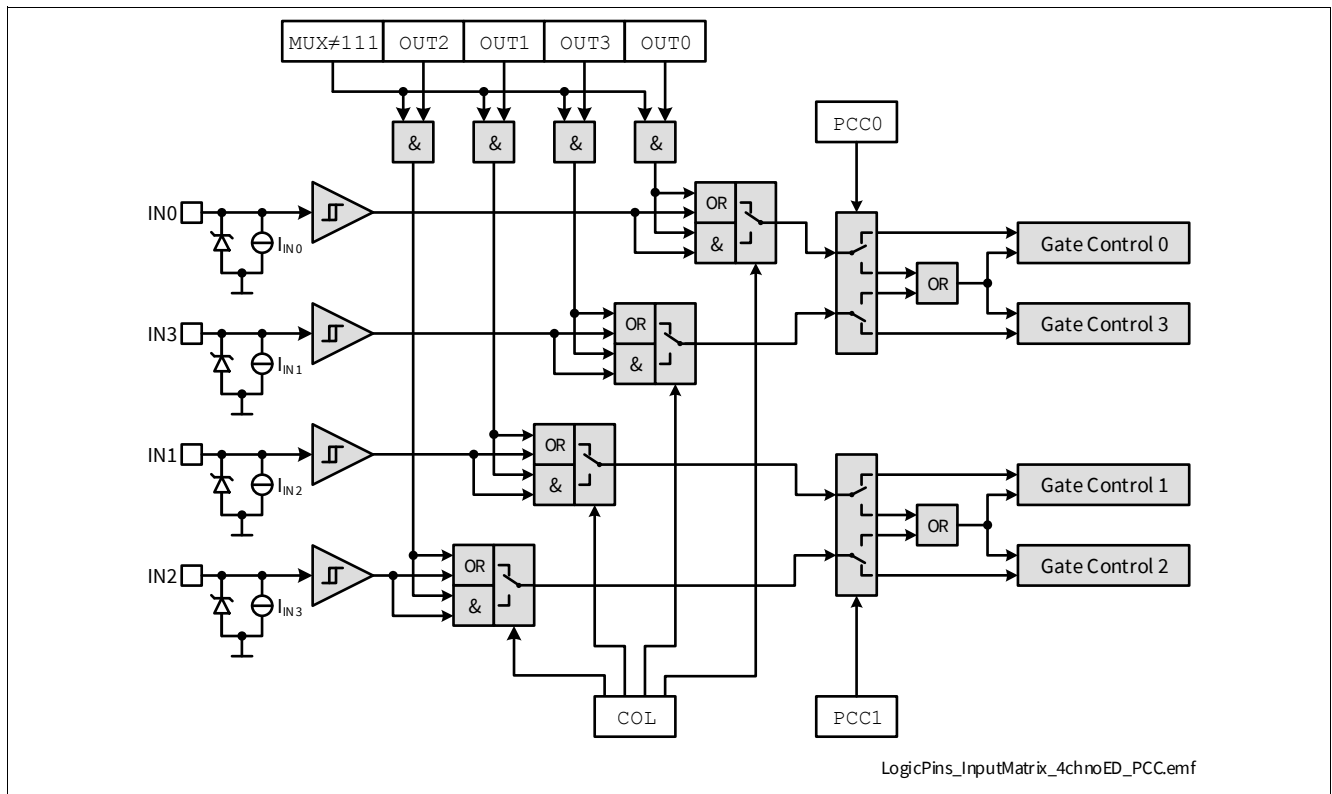 MUX≠111 OUT2 OUT1 OUT3 OUT0
PCC0
& & & &
IN0
I_IN0
OR
&
OR
Gate Control 0
Gate Control 3
IN3
I_IN1
OR
&
IN1
I_IN2
OR
&
OR
Gate Control 1
Gate Control 2
IN2
I_IN3
OR
&
COL
PCC1
LogicPins_InputMatrix_4chnoED_PCC.emf